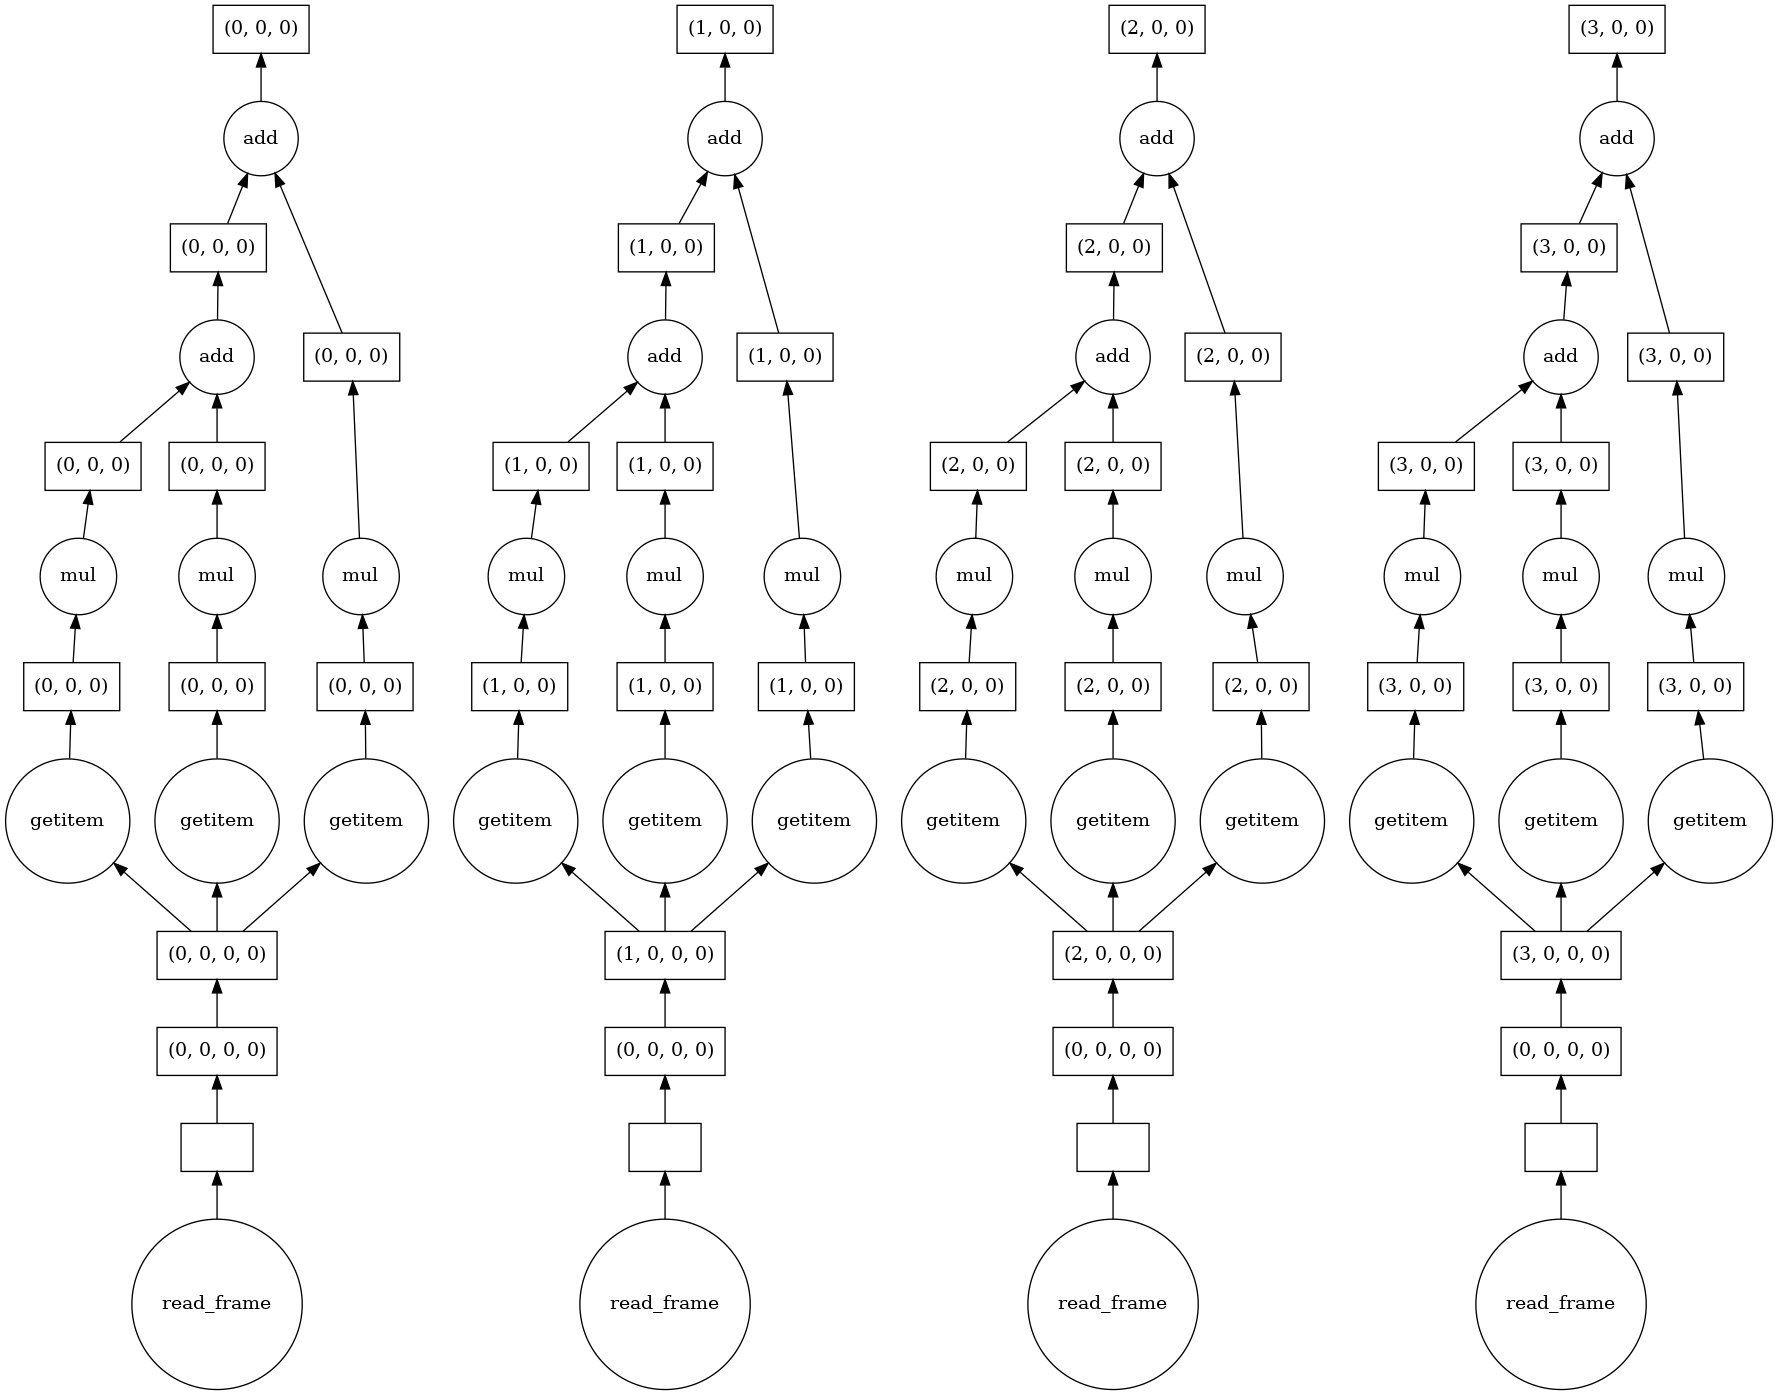 (0, 0, 0) (1, 0, 0) (2, 0, 0) (3, 0, 0)
add add add add
(0, 0, 0) (1, 0, 0) (2, 0, 0) (3, 0, 0)
add (0, 0, 0) add (1, 0, 0) add (2, 0, 0) add (3, 0, 0)
(0, 0, 0) (0, 0, 0) (1, 0, 0) (1, 0, 0) (2, 0, 0) (2, 0, 0) (3, 0, 0) (3, 0, 0)
mul mul mul mul mul mul mul mul mul mul mul mul
(0, 0, 0) (0, 0, 0) (0, 0, 0) (1, 0, 0) (1, 0, 0) (1, 0, 0) (2, 0, 0) (2, 0, 0) (2, 0, 0) (3, 0, 0) (3, 0, 0) (3, 0, 0)
getitem getitem getitem getitem getitem getitem getitem getitem getitem getitem getitem getitem
(0, 0, 0, 0) (1, 0, 0, 0) (2, 0, 0, 0) (3, 0, 0, 0)
(0, 0, 0, 0) (0, 0, 0, 0) (0, 0, 0, 0) (0, 0, 0, 0)
read_frame read_frame read_frame read_frame